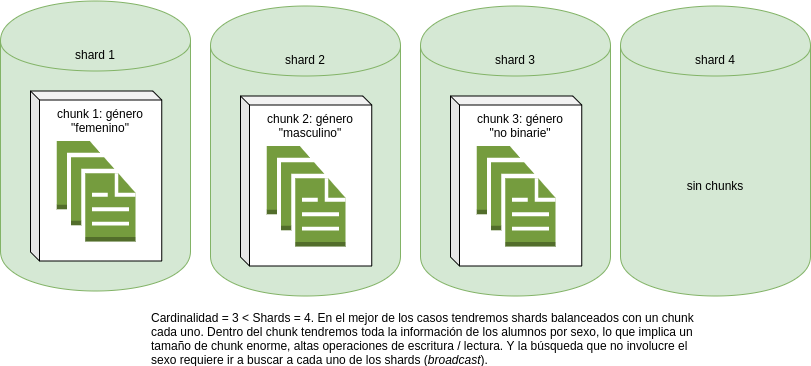 shard 1
shard 2
shard 3
shard 4
chunk 1: género
"femenino"
chunk 2: género
"masculino"
chunk 3: género
"no binarie"
sin chunks
Cardinalidad = 3 < Shards = 4. En el mejor de los casos tendremos shards balanceados con un chunk
cada uno. Dentro del chunk tendremos toda la información de los alumnos por sexo, lo que implica un
tamaño de chunk enorme, altas operaciones de escritura / lectura. Y la búsqueda que no involucre el
sexo requiere ir a buscar a cada uno de los shards (broadcast).